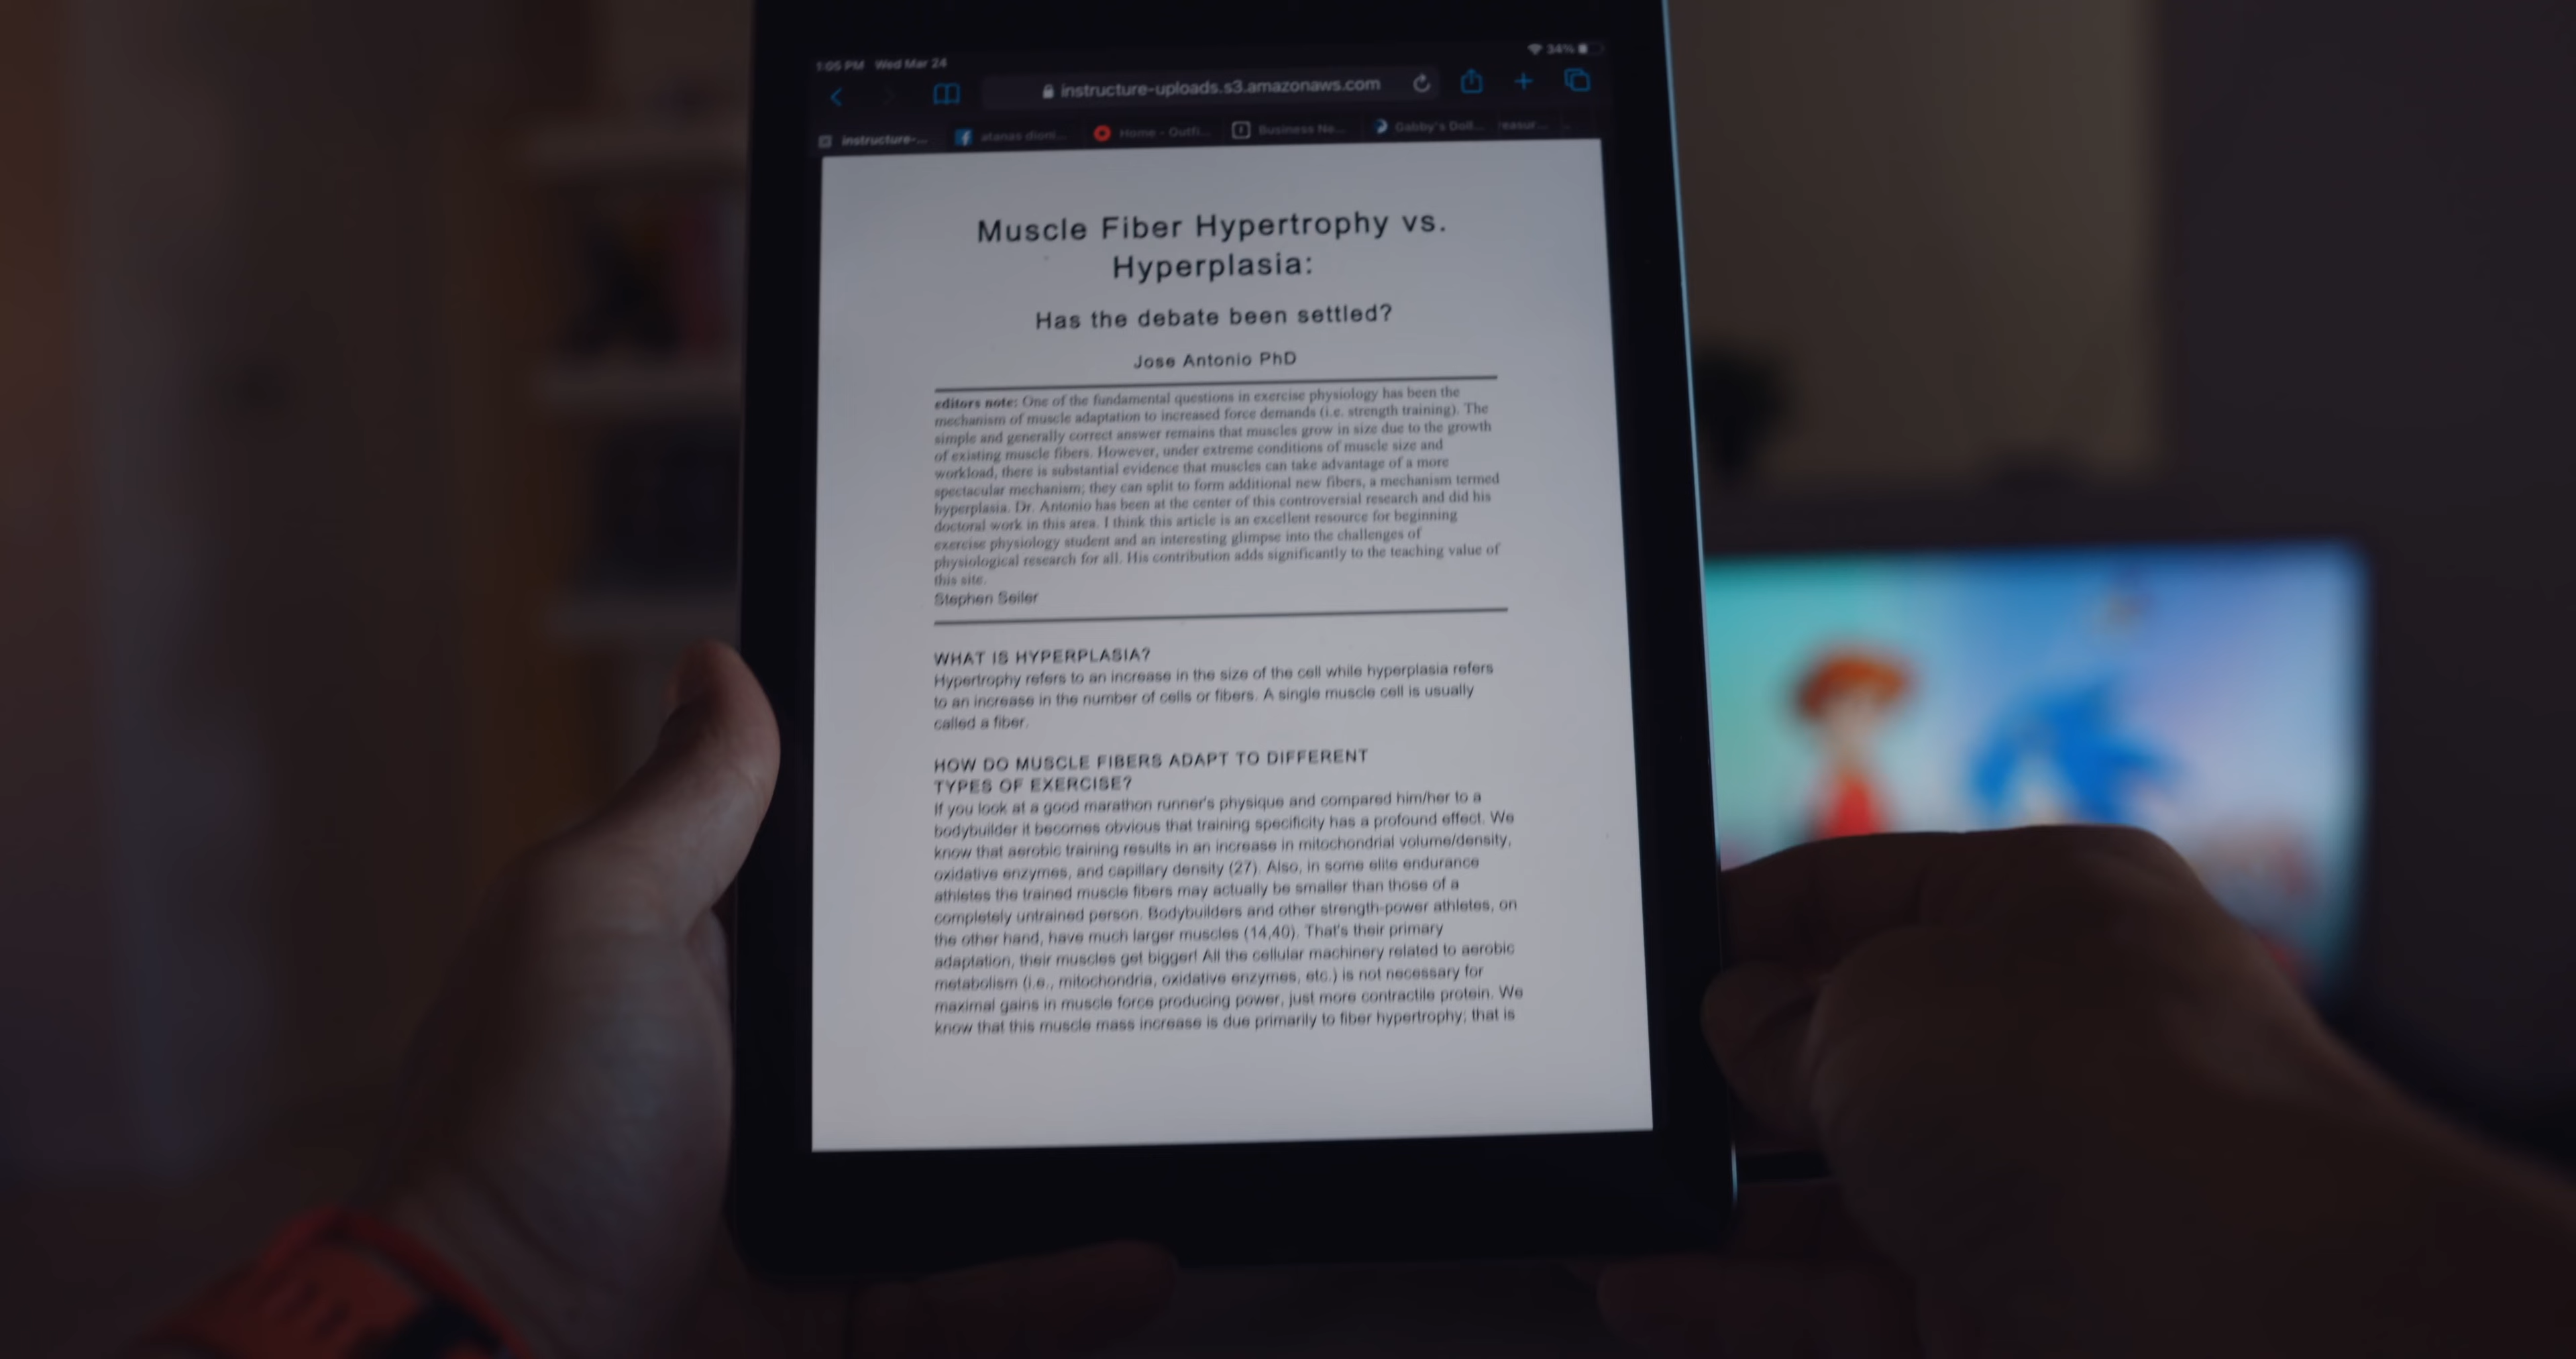 1:05 PM Wed Mar 24
34%
instructure-uploads.s3.amazonaws.com
instructure-... atanas dioni... Home - Outfi... Business Ne... Gabby's Doll... reasur...
Muscle Fiber Hypertrophy vs.
Hyperplasia:
Has the debate been settled?
Jose Antonio PhD
editors note: One of the fundamental questions in exercise physiology has been the
mechanism of muscle adaptation to increased force demands (i.e. strength training). The
simple and generally correct answer remains that muscles grow in size due to the growth
of existing muscle fibers. However, under extreme conditions of muscle size and
workload, there is substantial evidence that muscles can take advantage of a more
spectacular mechanism; they can split to form additional new fibers, a mechanism termed
hyperplasia. Dr. Antonio has been at the center of this controversial research and did his
doctoral work in this area. I think this article is an excellent resource for beginning
exercise physiology student and an interesting glimpse into the challenges of
physiological research for all. His contribution adds significantly to the teaching value of
this site.
Stephen Seiler
WHAT IS HYPERPLASIA?
Hypertrophy refers to an increase in the size of the cell while hyperplasia refers
to an increase in the number of cells or fibers. A single muscle cell is usually
called a fiber.
HOW DO MUSCLE FIBERS ADAPT TO DIFFERENT
TYPES OF EXERCISE?
If you look at a good marathon runner's physique and compared him/her to a
bodybuilder it becomes obvious that training specificity has a profound effect. We
know that aerobic training results in an increase in mitochondrial volume/density,
oxidative enzymes, and capillary density (27). Also, in some elite endurance
athletes the trained muscle fibers may actually be smaller than those of a
completely untrained person. Bodybuilders and other strength-power athletes, on
the other hand, have much larger muscles (14,40). That's their primary
adaptation, their muscles get bigger! All the cellular machinery related to aerobic
metabolism (i.e., mitochondria, oxidative enzymes, etc.) is not necessary for
maximal gains in muscle force producing power, just more contractile protein. We
know that this muscle mass increase is due primarily to fiber hypertrophy; that is